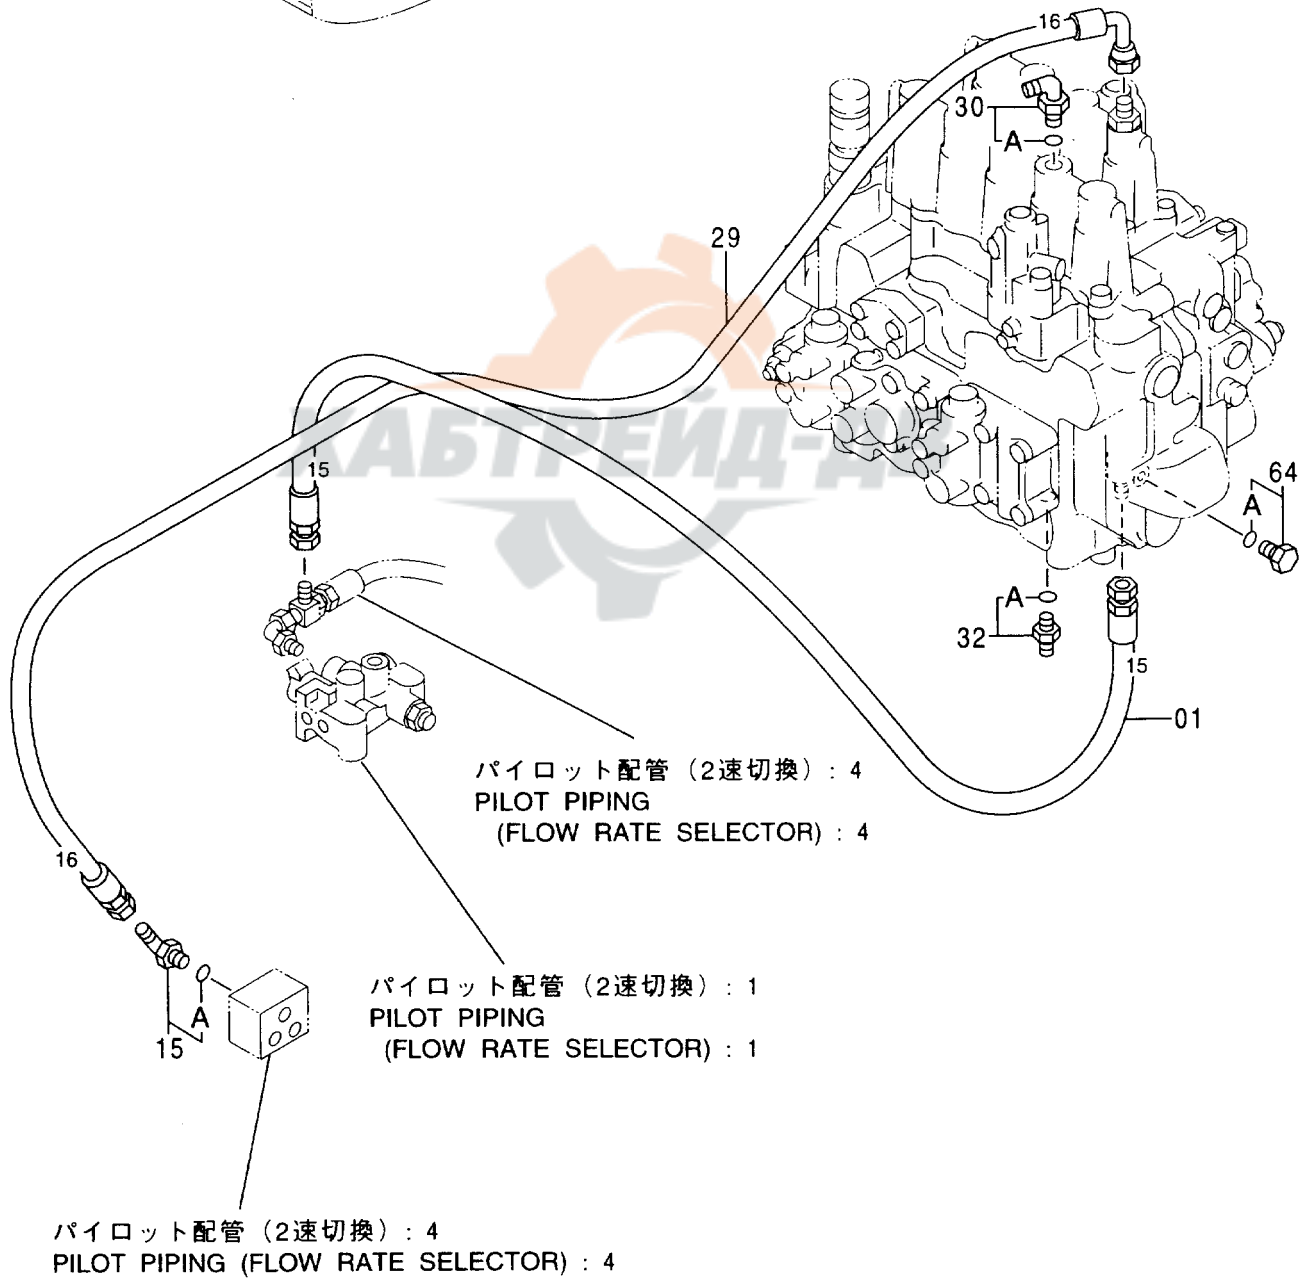 16
30
A
29
ХАБТРЕЙД-ДВ
15
64
A
A
32
15
01
パイロット配管（2速切換）: 4
PILOT PIPING
(FLOW RATE SELECTOR) : 4
16
パイロット配管（2速切換）: 1
PILOT PIPING
(FLOW RATE SELECTOR) : 1
A
15
パイロット配管（2速切換）: 4
PILOT PIPING (FLOW RATE SELECTOR) : 4